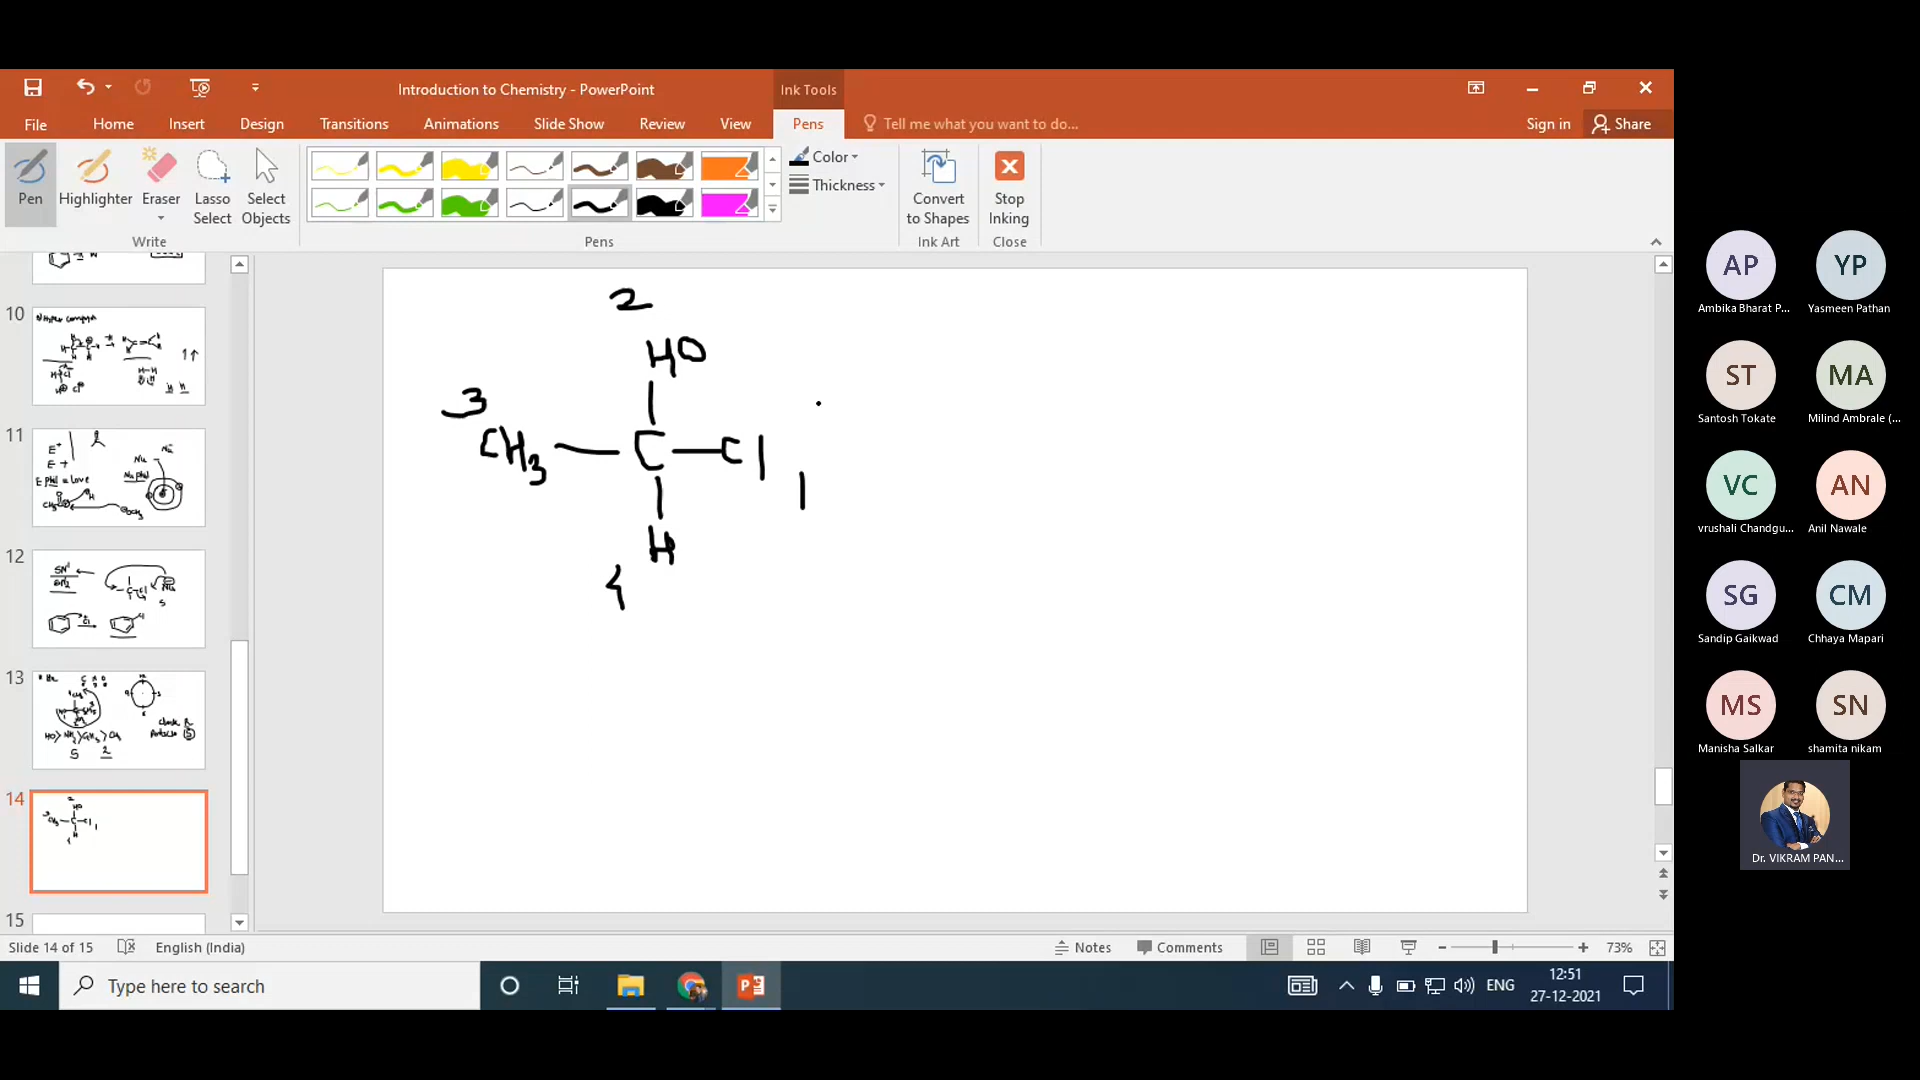 Introduction to Chemistry - PowerPoint
Ink Tools
File Home Insert Design Transitions Animations Slide Show Review View Pens Tell me what you want to do... Sign in Share
Pen Highlighter Eraser Lasso Select Select Objects
Write
Pens
Color
Thickness
Convert to Shapes
Ink Art
Stop Inking
Close
10
11
12
13
14
15
2
HO
3
CH3 — C — Cl
1
H
4
Slide 14 of 15 English (India) Notes Comments 73%
Type here to search
ENG
12:51
27-12-2021
AP
Ambika Bharat P...
YP
Yasmeen Pathan
ST
Santosh Tokate
MA
Milind Ambrale (...
VC
vrushali Chandgu...
AN
Anil Nawale
SG
Sandip Gaikwad
CM
Chhaya Mapari
MS
Manisha Salkar
SN
shamita nikam
Dr. VIKRAM PAN...